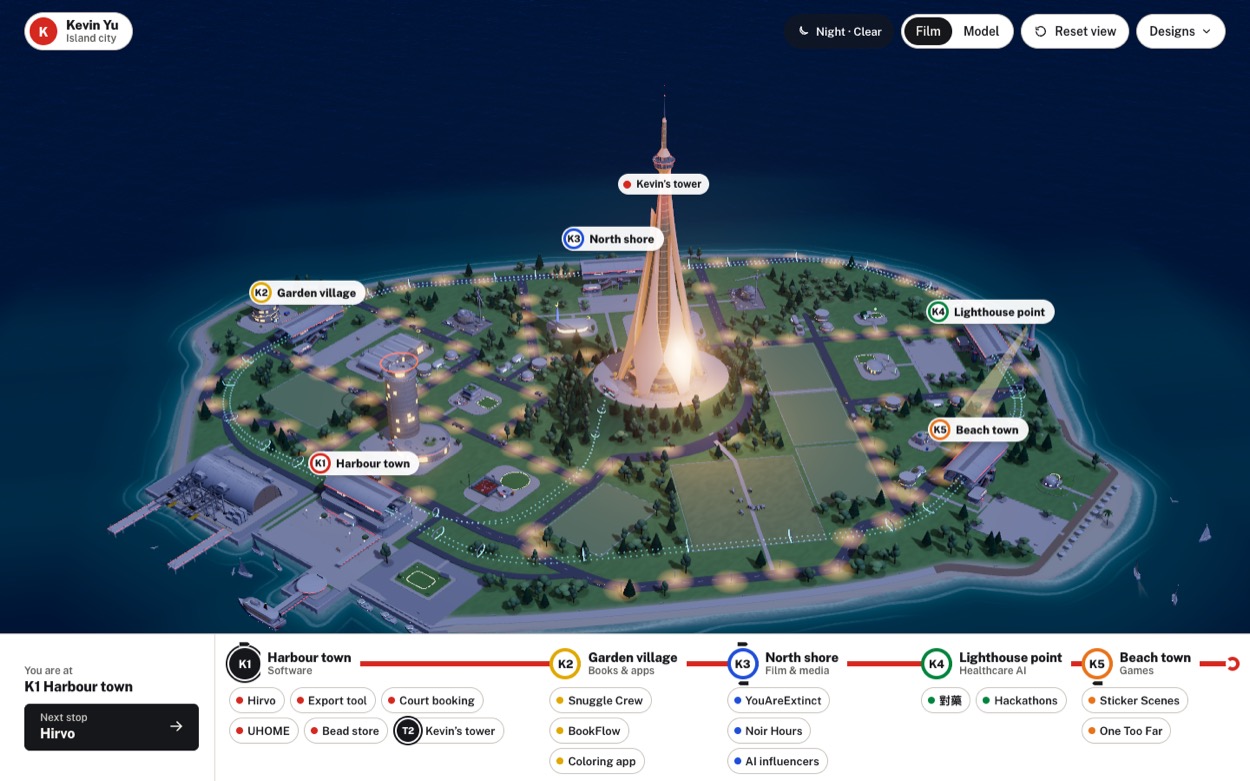 K
Kevin Yu
Island city
Night · Clear
Film
Model
Reset view
Designs
Kevin's tower
K3 North shore
K2 Garden village
K4 Lighthouse point
K5 Beach town
K1 Harbour town
You are at
K1 Harbour town
Next stop
Hirvo
K1 Harbour town
Software
Hirvo
Export tool
Court booking
UHOME
Bead store
T2 Kevin's tower
K2 Garden village
Books & apps
Snuggle Crew
BookFlow
Coloring app
K3 North shore
Film & media
YouAreExtinct
Noir Hours
AI influencers
K4 Lighthouse point
Healthcare AI
對藥
Hackathons
K5 Beach town
Games
Sticker Scenes
One Too Far